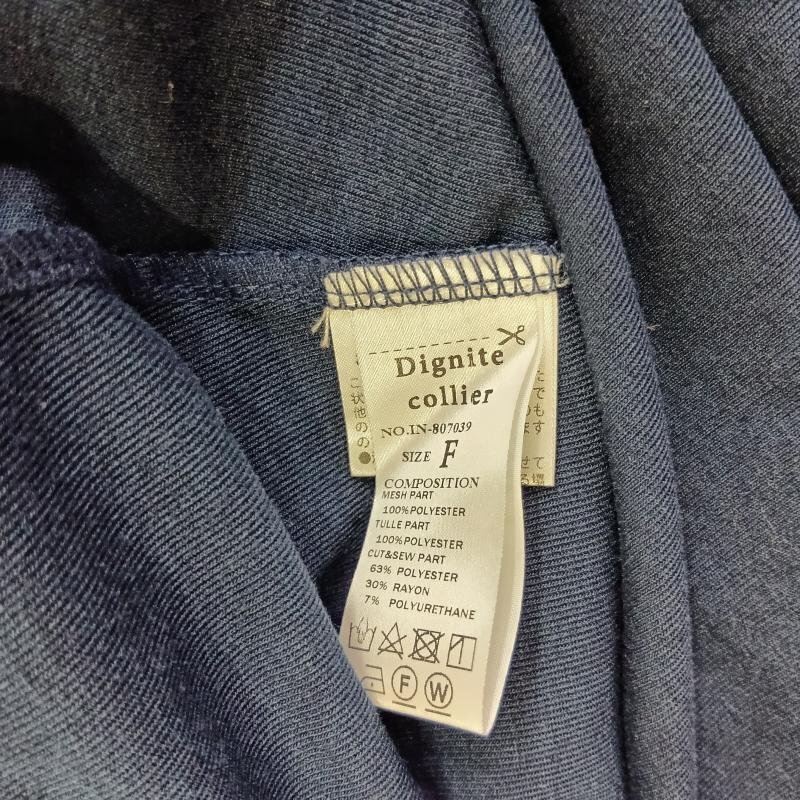 Dignite
collier
NO.IN-807039
SIZE F
COMPOSITION
MESH PART
100%POLYESTER
TULLE PART
100%POLYESTER
CUT&SEW PART
63% POLYESTER
30% RAYON
7% POLYURETHANE
F W